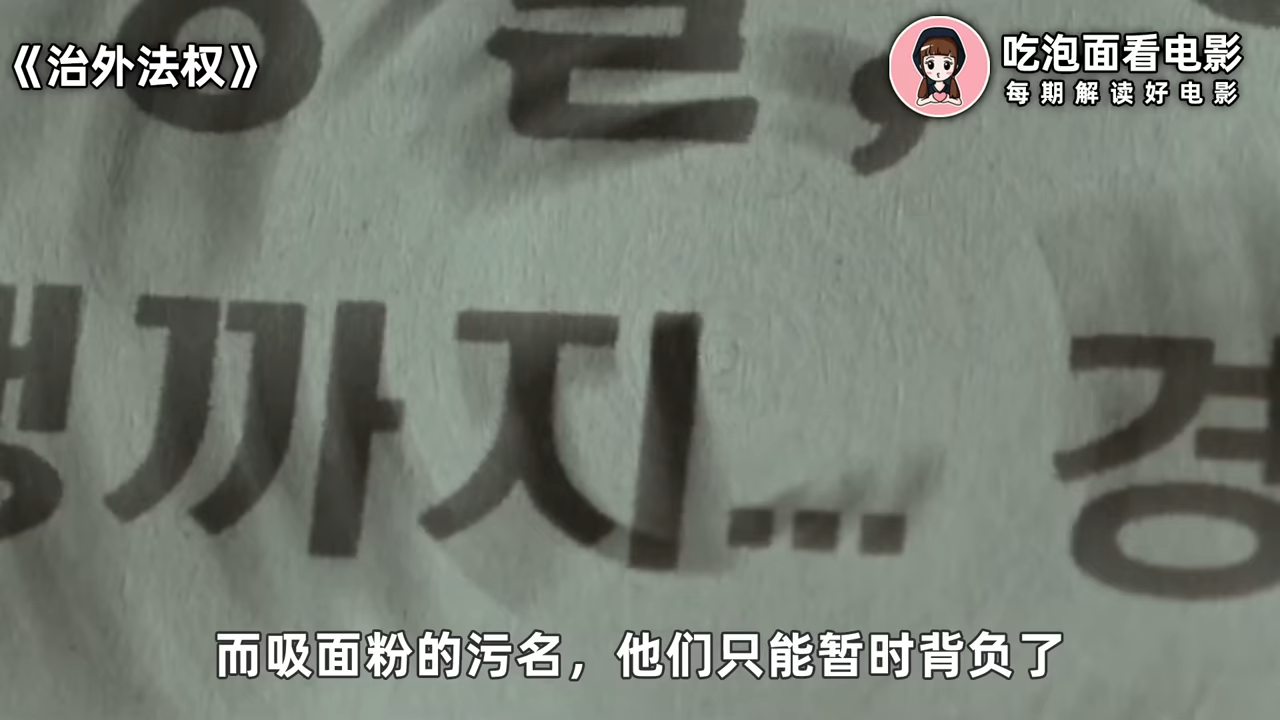 《治外法权》
吃泡面看电影
每期解读好电影
까지... 경
而吸面粉的污名，他们只能暂时背负了